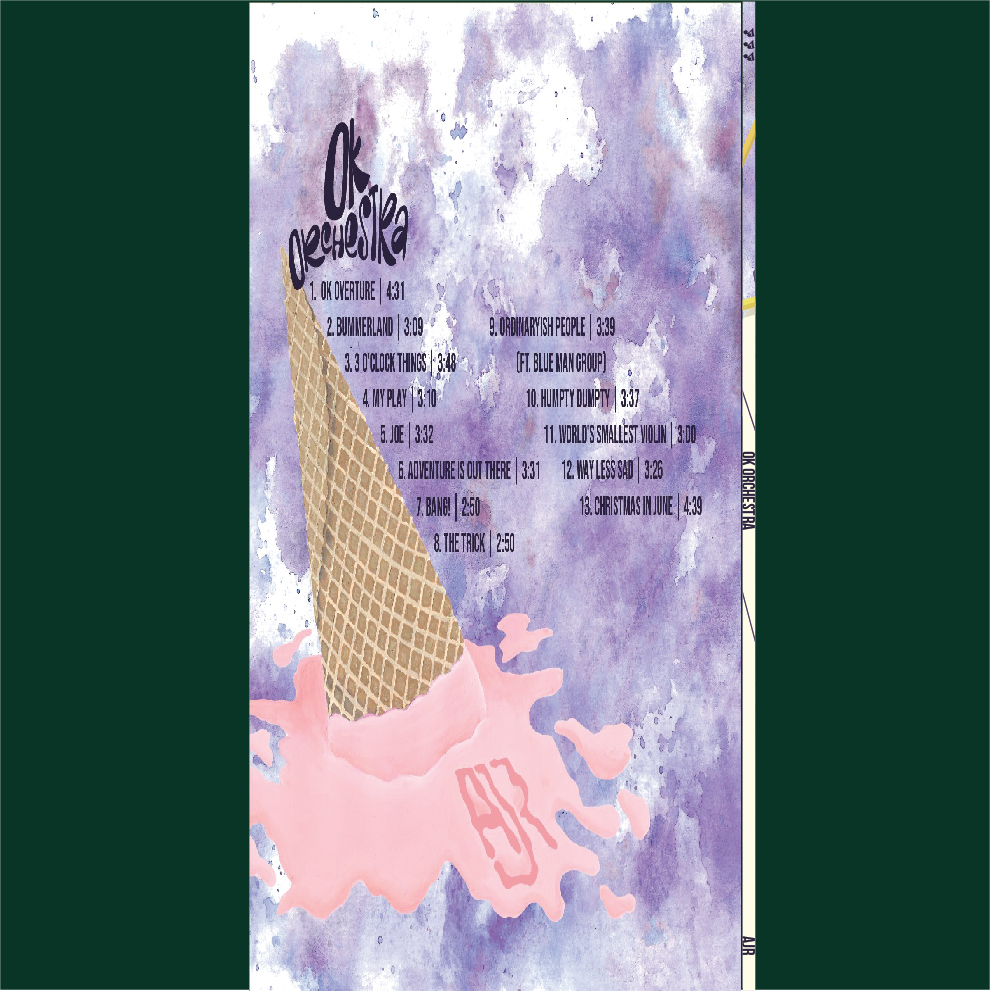 OK
ORCHESTRA
1. OK OVERTURE | 4:31
2. BUMMERLAND | 3:09
3. 3 O'CLOCK THINGS | 3:48
4. MY PLAY | 3:10
5. JOE | 3:32
6. ADVENTURE IS OUT THERE | 3:31
7. BANG! | 2:50
8. THE TRICK | 2:50
9. ORDINARYISH PEOPLE | 3:39
(FT. BLUE MAN GROUP)
10. HUMPTY DUMPTY | 3:37
11. WORLD'S SMALLEST VIOLIN | 3:00
12. WAY LESS SAD | 3:26
13. CHRISTMAS IN JUNE | 4:39
AJR
OK ORCHESTRA
AJR